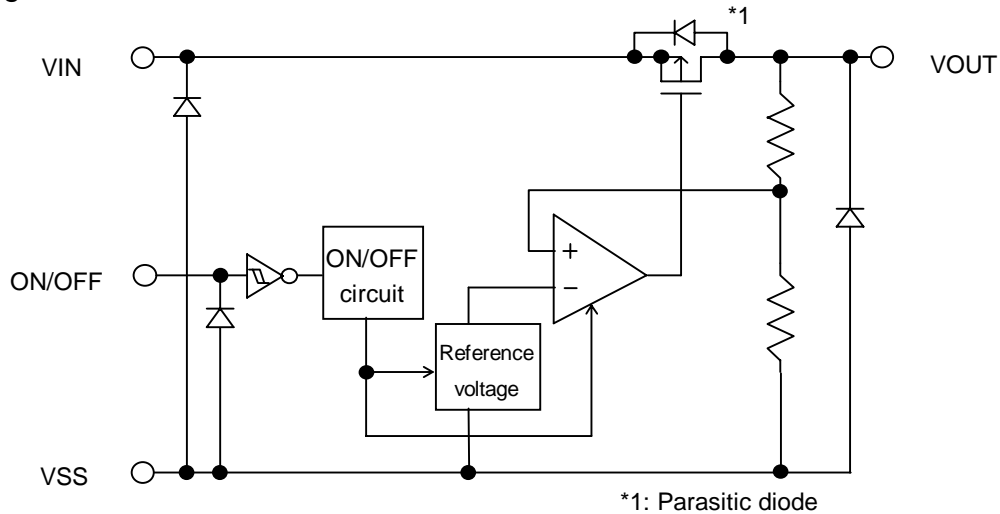 *1
VIN
VOUT
+
ON/OFF
circuit
ON/OFF
−
Reference
voltage
VSS
*1: Parasitic diode